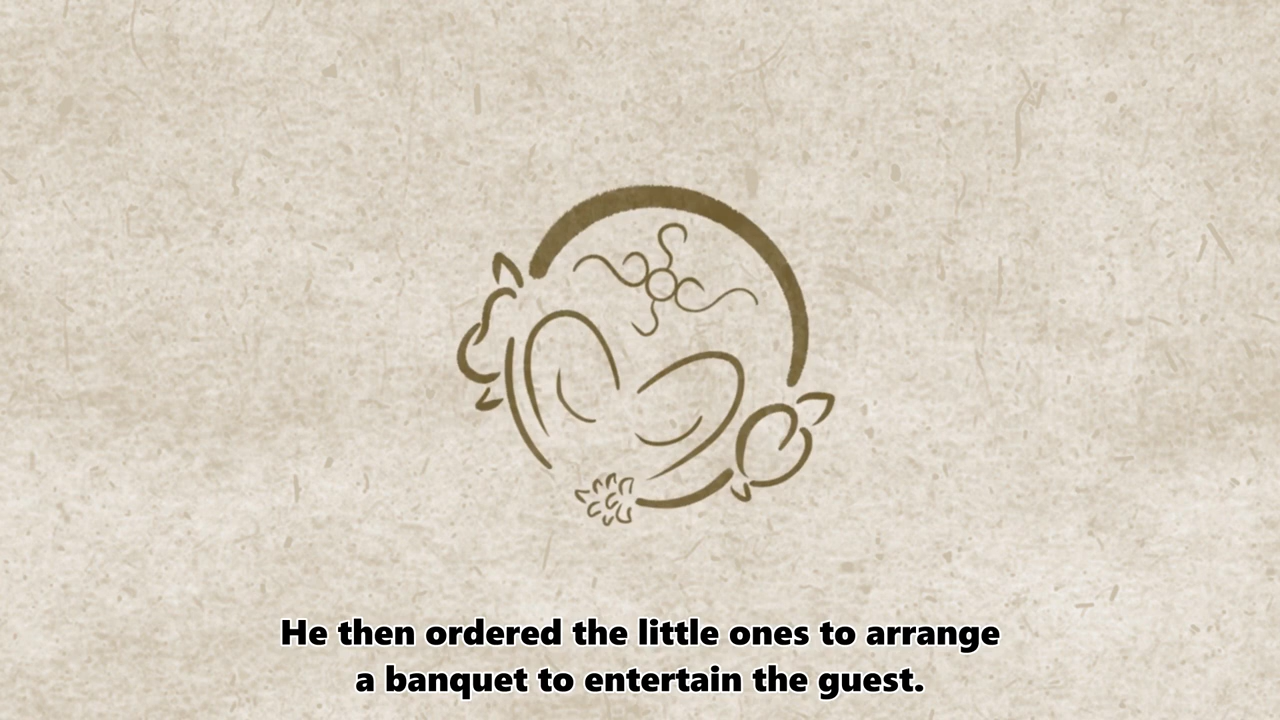 He then ordered the little ones to arrange
a banquet to entertain the guest.